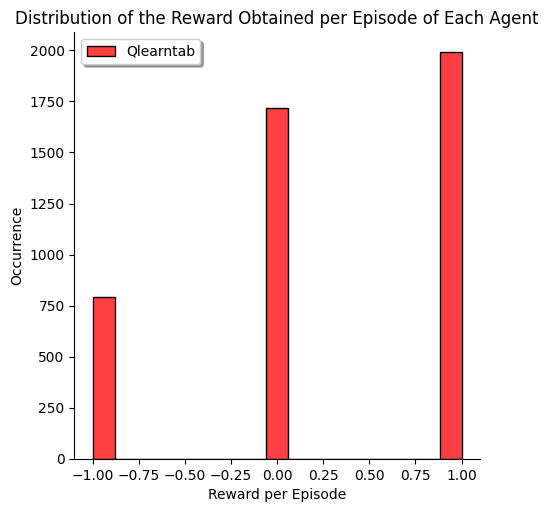 Distribution of the Reward Obtained per Episode of Each Agent
Qlearntab
Occurrence
2000
1750
1500
1250
1000
750
500
250
0
−1.00 −0.75 −0.50 −0.25 0.00 0.25 0.50 0.75 1.00
Reward per Episode